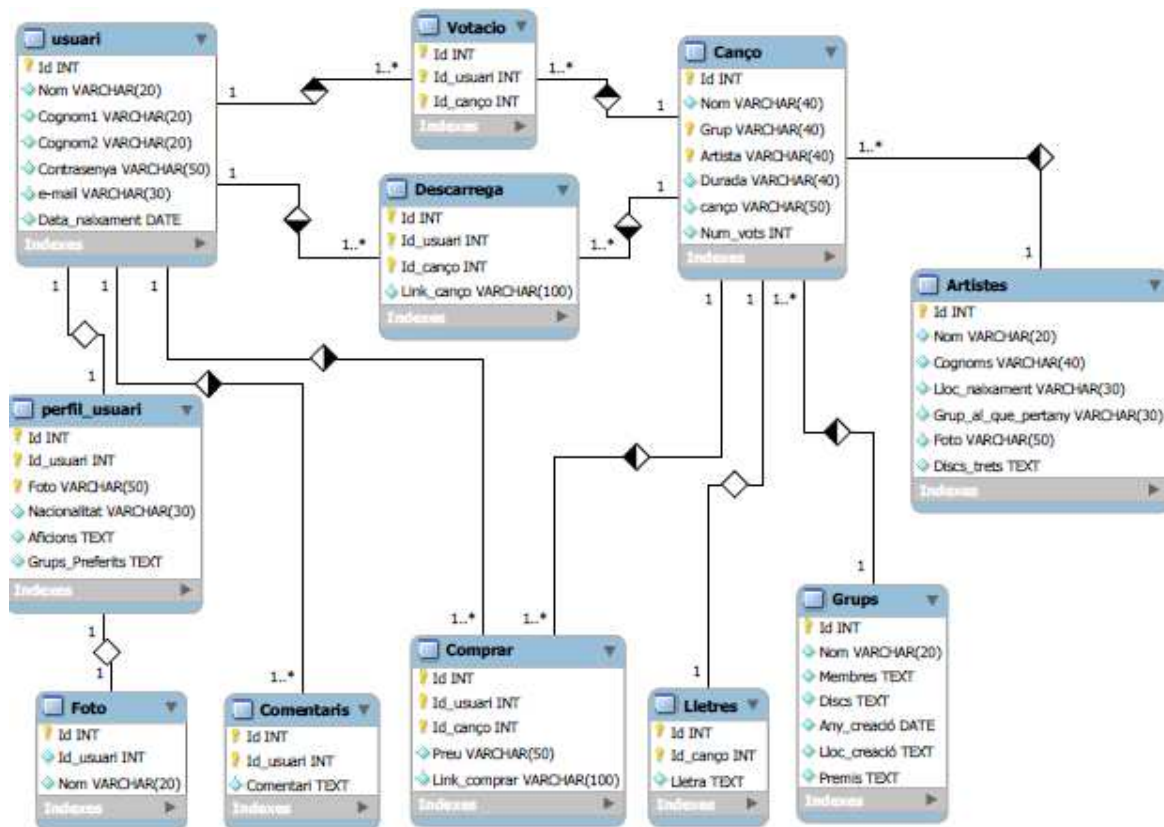 usuari
Id INT
Nom VARCHAR(20)
Cognom1 VARCHAR(20)
Cognom2 VARCHAR(20)
Contrasenya VARCHAR(50)
e-mail VARCHAR(30)
Data_naixament DATE
Indexes
Votacio
Id INT
Id_usuari INT
Id_canço INT
Indexes
Canço
Id INT
Nom VARCHAR(40)
Grup VARCHAR(40)
Artista VARCHAR(40)
Durada VARCHAR(40)
canço VARCHAR(50)
Num_vots INT
Indexes
1
1..*
1..*
1
1..*
1
1
1
1..*
1..*
Descarrega
Id INT
Id_usuari INT
Id_canço INT
Link_canço VARCHAR(100)
Indexes
Artistes
Id INT
Nom VARCHAR(20)
Cognoms VARCHAR(40)
Lloc_naixament VARCHAR(30)
Grup_al_que_pertany VARCHAR(30)
Foto VARCHAR(50)
Discs_trets TEXT
Indexes
1
1
1
1
1
1..*
1
perfil_usuari
Id INT
Id_usuari INT
Foto VARCHAR(50)
Nacionalitat VARCHAR(30)
Aficions TEXT
Grups_Preferits TEXT
Indexes
1
1
1..*
1..*
1..*
1
1
Foto
Id INT
Id_usuari INT
Nom VARCHAR(20)
Indexes
Comentaris
Id INT
Id_usuari INT
Comentari TEXT
Indexes
Comprar
Id INT
Id_usuari INT
Id_canço INT
Preu VARCHAR(50)
Link_comprar VARCHAR(100)
Indexes
Lletres
Id INT
Id_canço INT
Lletra TEXT
Indexes
Grups
Id INT
Nom VARCHAR(20)
Membres TEXT
Discs TEXT
Any_creació DATE
Lloc_creació TEXT
Premis TEXT
Indexes